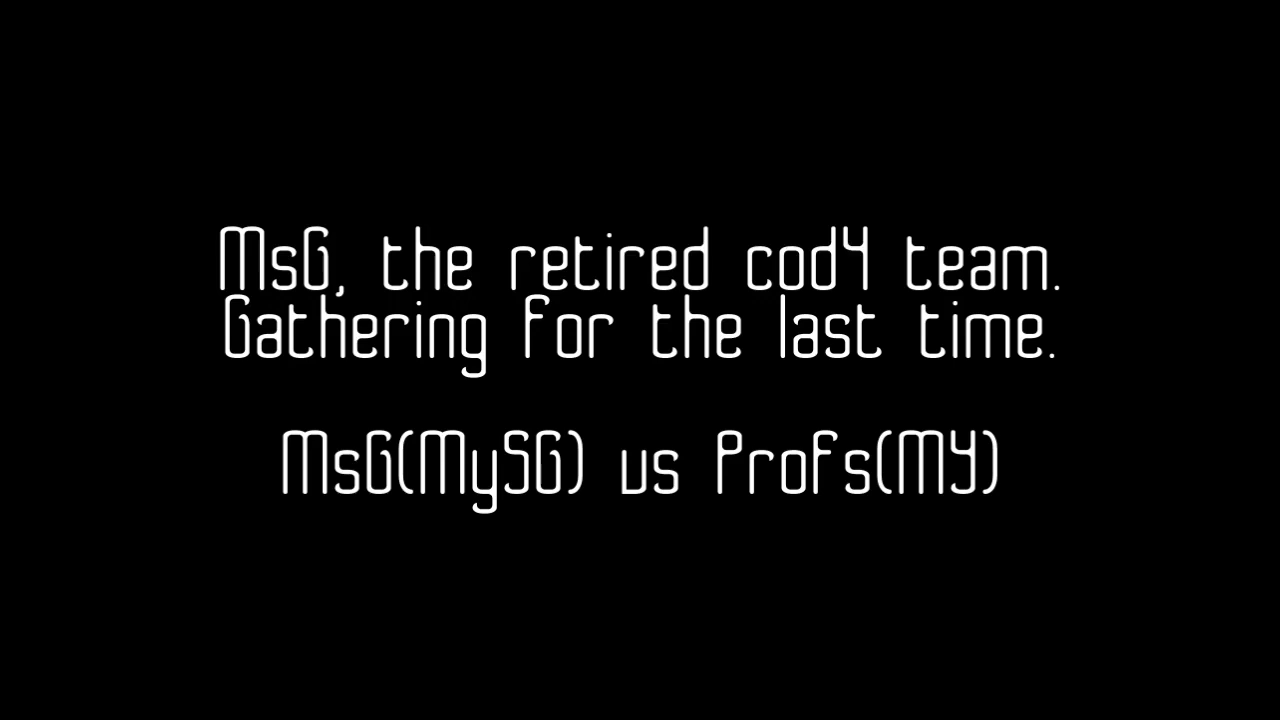 MsG, the retired cod4 team.
Gathering for the last time.
MsG(MySG) vs Profs(MY)